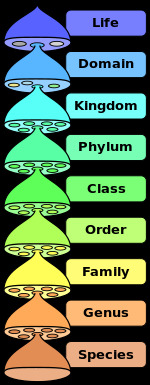 Life
Domain
Kingdom
Phylum
Class
Order
Family
Genus
Species